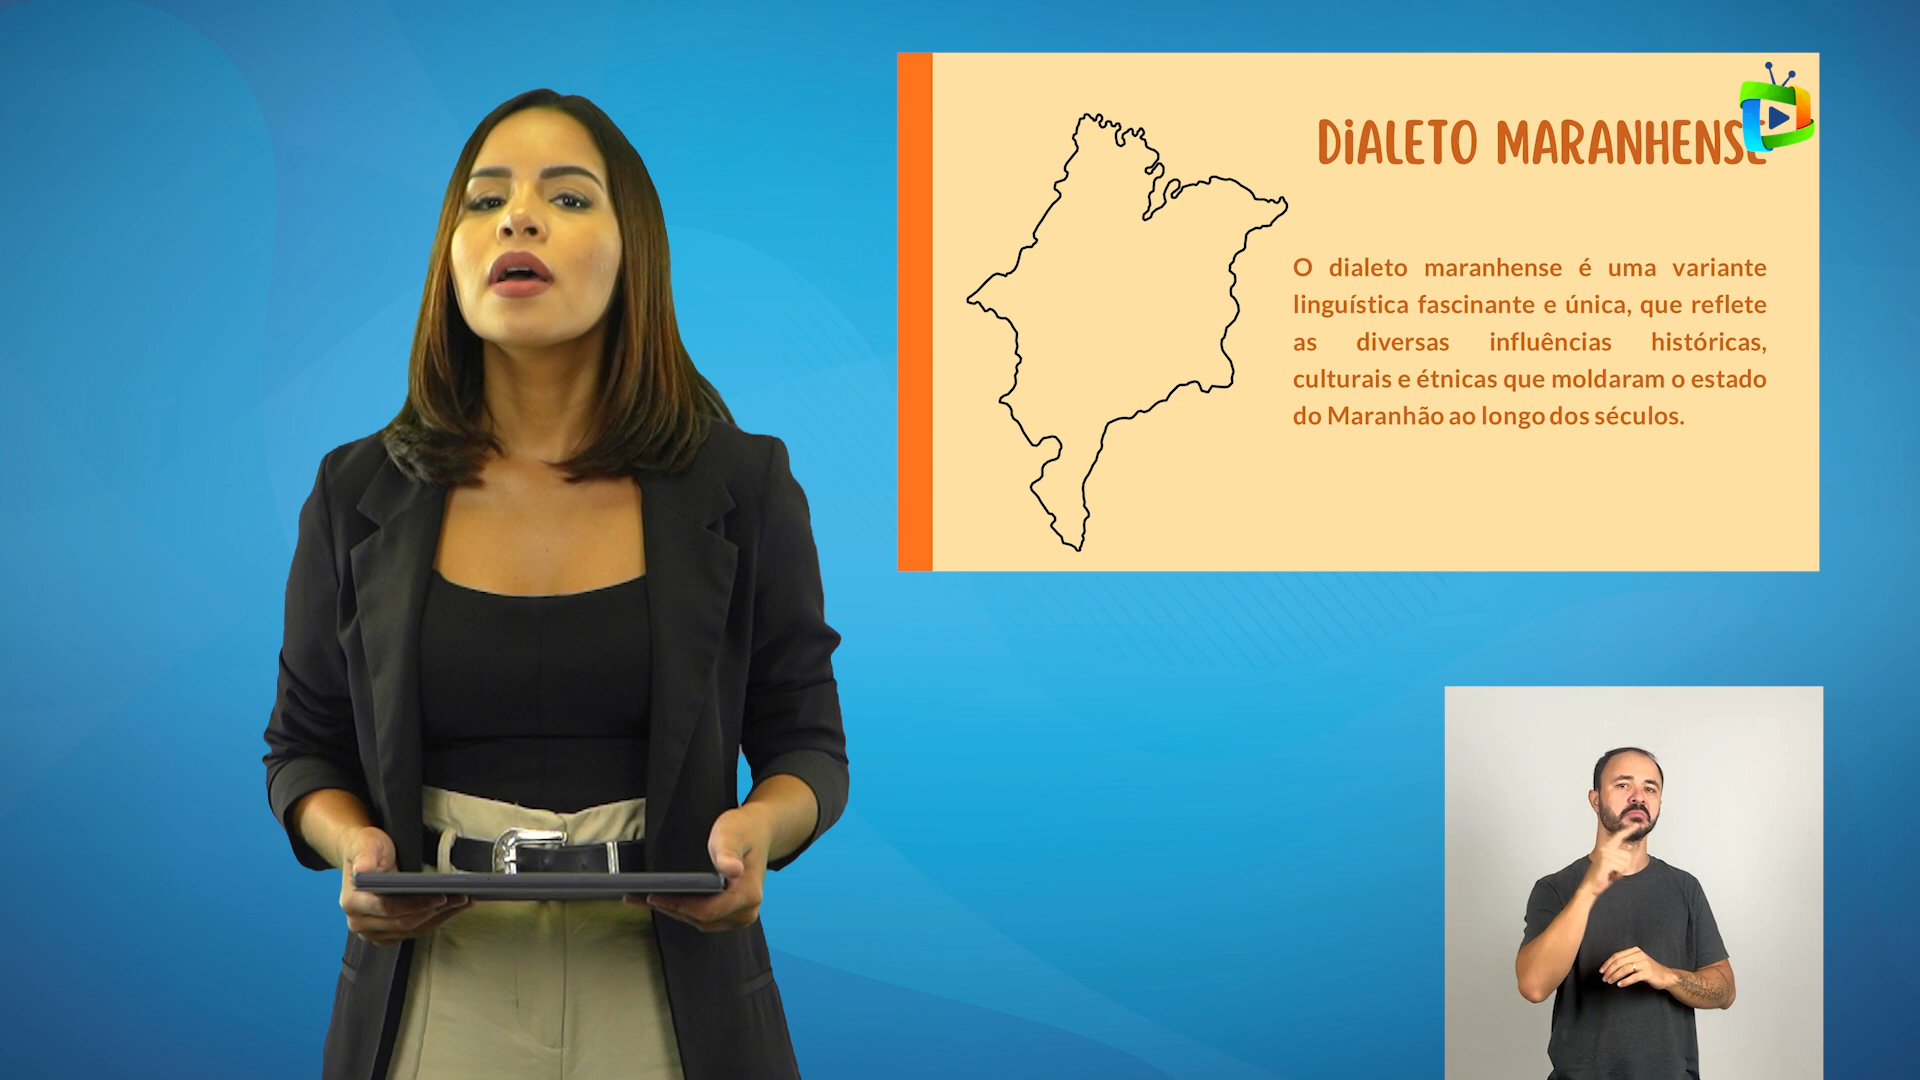 DiALETO MARANHENSE
O dialeto maranhense é uma variante
linguística fascinante e única, que reflete
as diversas influências históricas,
culturais e étnicas que moldaram o estado
do Maranhão ao longo dos séculos.